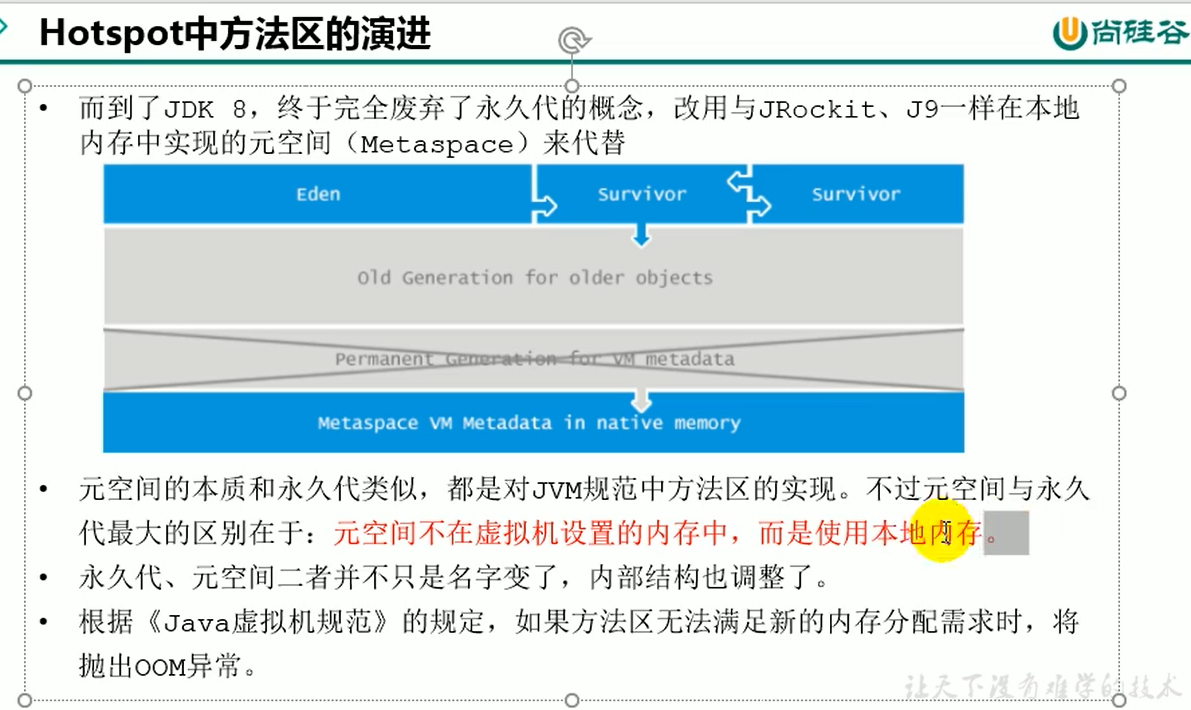 Hotspot中方法区的演进
尚硅谷
• 而到了JDK 8，终于完全废弃了永久代的概念，改用与JRockit、J9一样在本地
内存中实现的元空间（Metaspace）来代替
Eden
Survivor
Survivor
Old Generation for older objects
Permanent Generation for VM metadata
Metaspace VM Metadata in native memory
• 元空间的本质和永久代类似，都是对JVM规范中方法区的实现。不过元空间与永久
代最大的区别在于：元空间不在虚拟机设置的内存中，而是使用本地内存。
• 永久代、元空间二者并不只是名字变了，内部结构也调整了。
• 根据《Java虚拟机规范》的规定，如果方法区无法满足新的内存分配需求时，将
抛出OOM异常。
让天下没有难学的技术